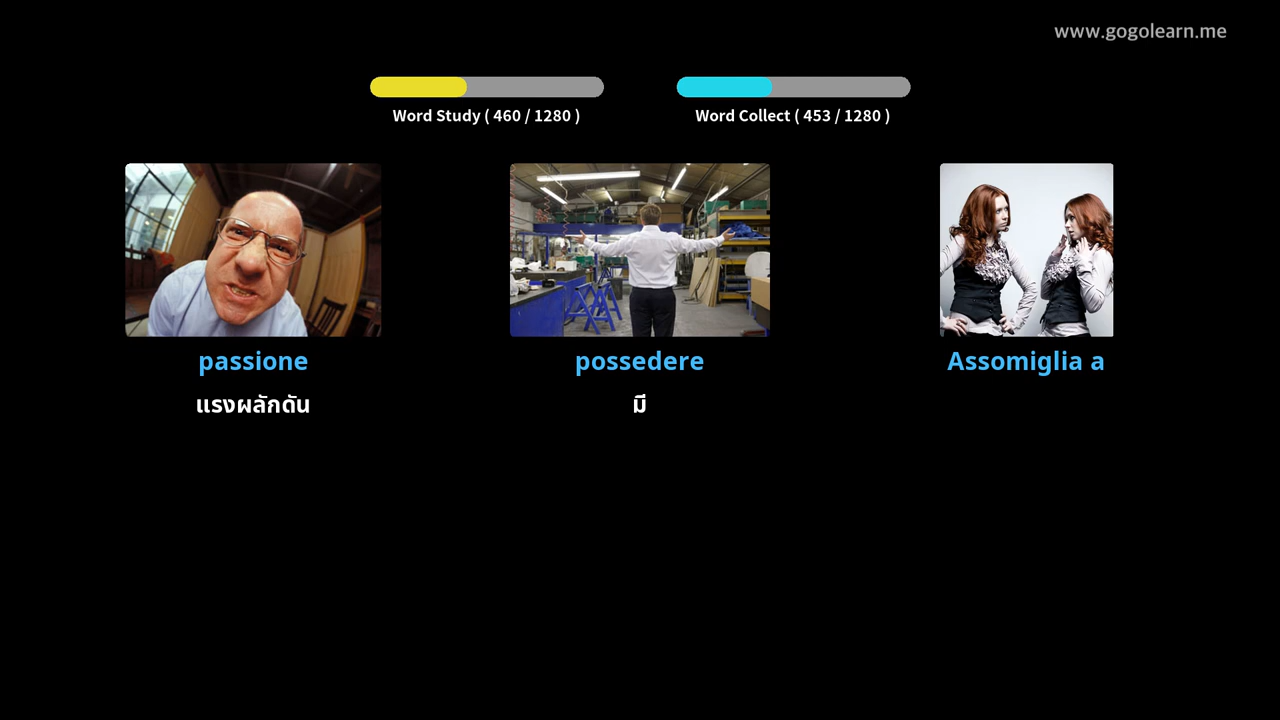 www.gogolearn.me
Word Study ( 460 / 1280 )
Word Collect ( 453 / 1280 )
passione
possedere
Assomiglia a
แรงผลักดัน
มี